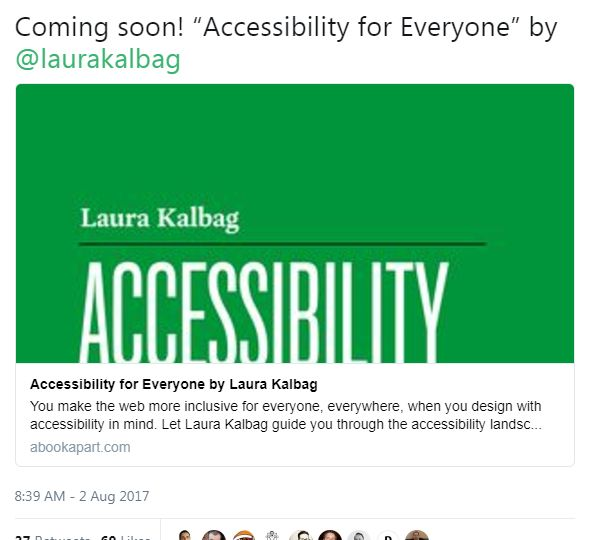 Coming soon! “Accessibility for Everyone” by
@laurakalbag
Laura Kalbag
ACCESSIBILITY
Accessibility for Everyone by Laura Kalbag
You make the web more inclusive for everyone, everywhere, when you design with
accessibility in mind. Let Laura Kalbag guide you through the accessibility landsc...
abookapart.com
8:39 AM - 2 Aug 2017
Retweets Likes